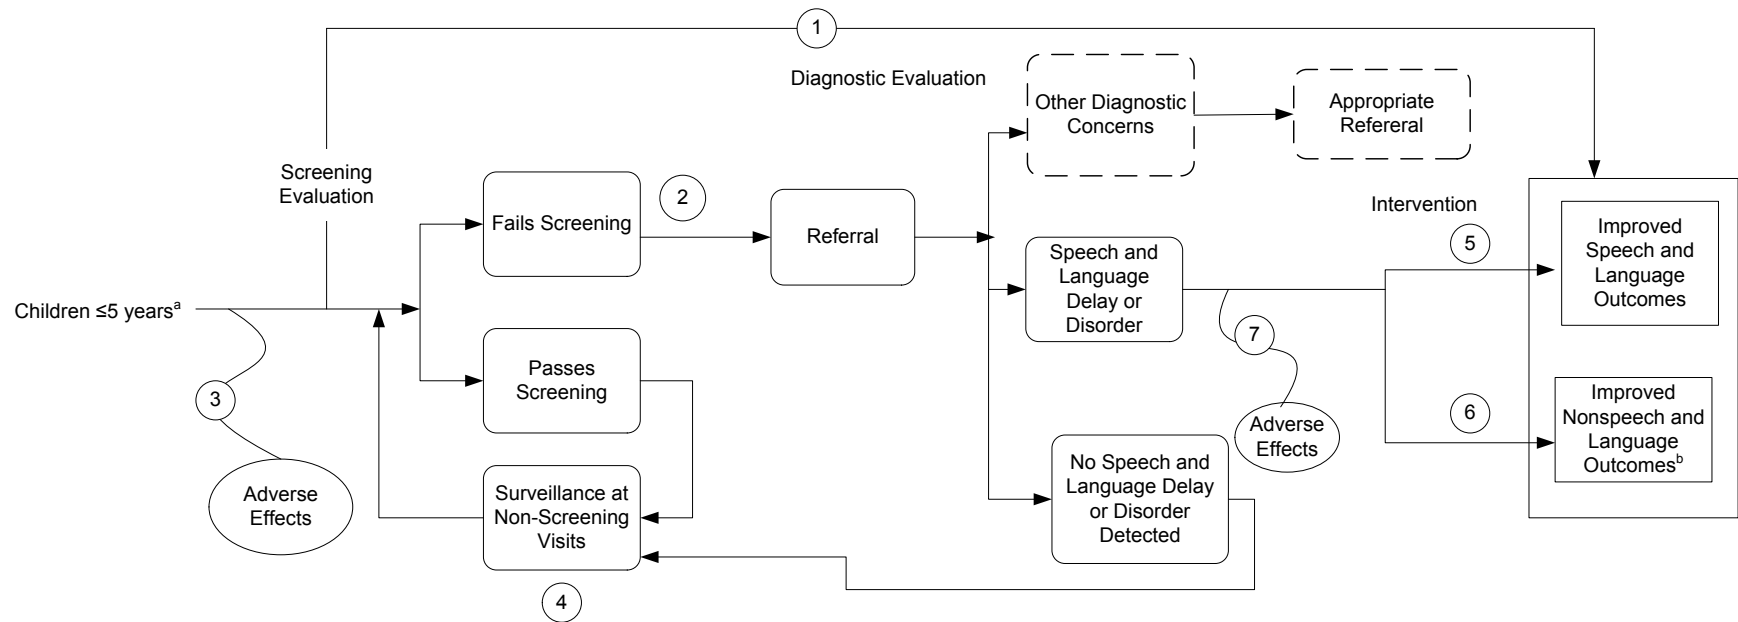 1
Diagnostic Evaluation
Other Diagnostic
Concerns
Appropriate
Refereral
Screening
Evaluation
Fails Screening
2
Referral
Intervention
5
Improved
Speech and
Language
Outcomes
Speech and
Language
Delay or
Disorder
Children ≤5 yearsᵃ
7
3
Passes
Screening
Adverse
Effects
6
Improved
Nonspeech and
Language
Outcomesᵇ
Adverse
Effects
Surveillance at
Non-Screening
Visits
No Speech and
Language Delay
or Disorder
Detected
4